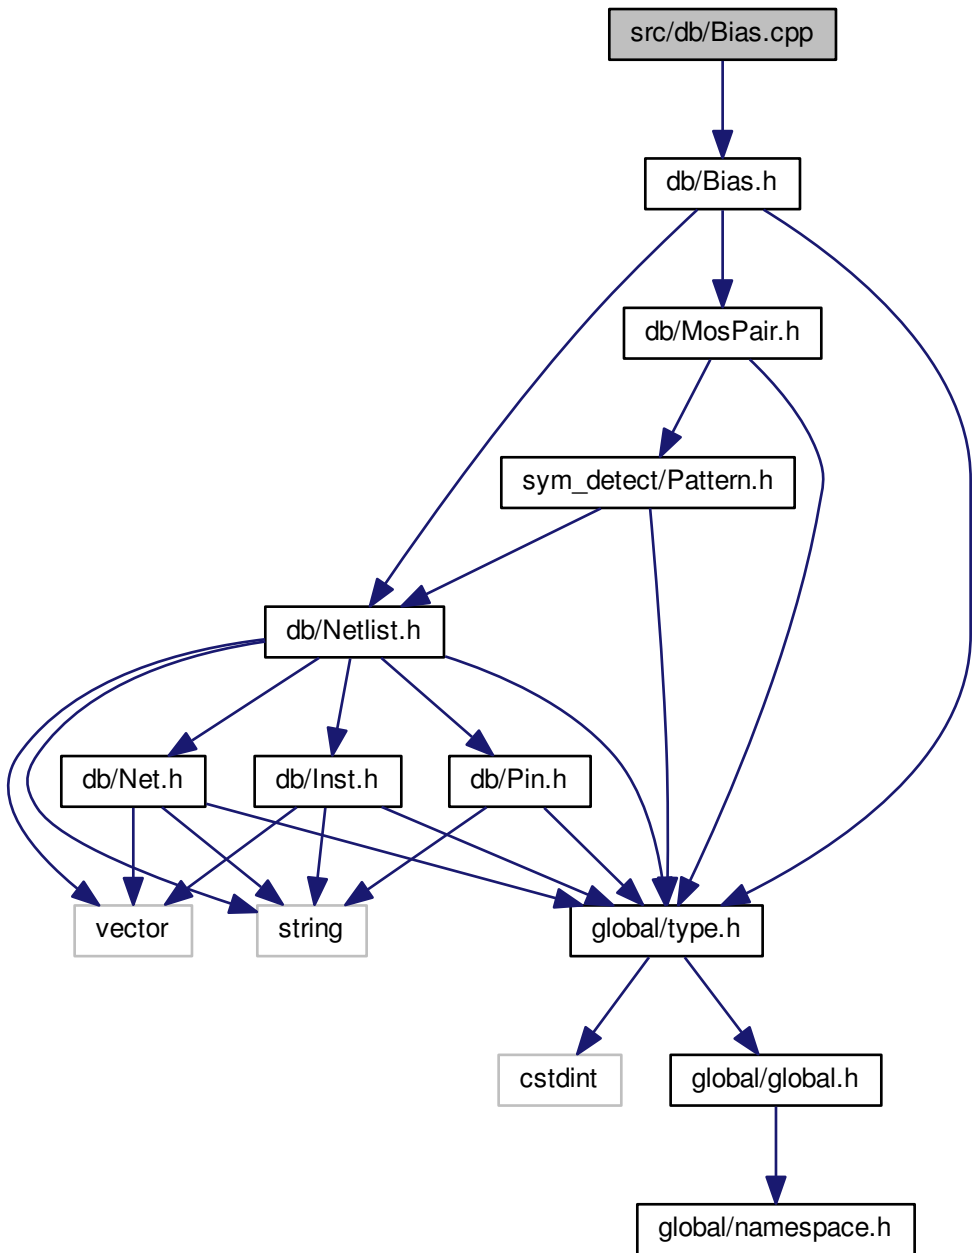 src/db/Bias.cpp
db/Bias.h
db/MosPair.h
sym_detect/Pattern.h
db/Netlist.h
db/Net.h
db/Inst.h
db/Pin.h
vector
string
global/type.h
cstdint
global/global.h
global/namespace.h